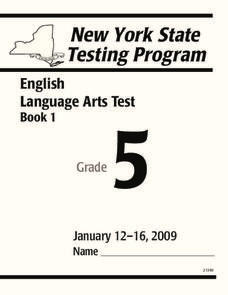 New York State
Testing Program
English
Language Arts Test
Book 1
Grade 5
January 12–16, 2009
Name